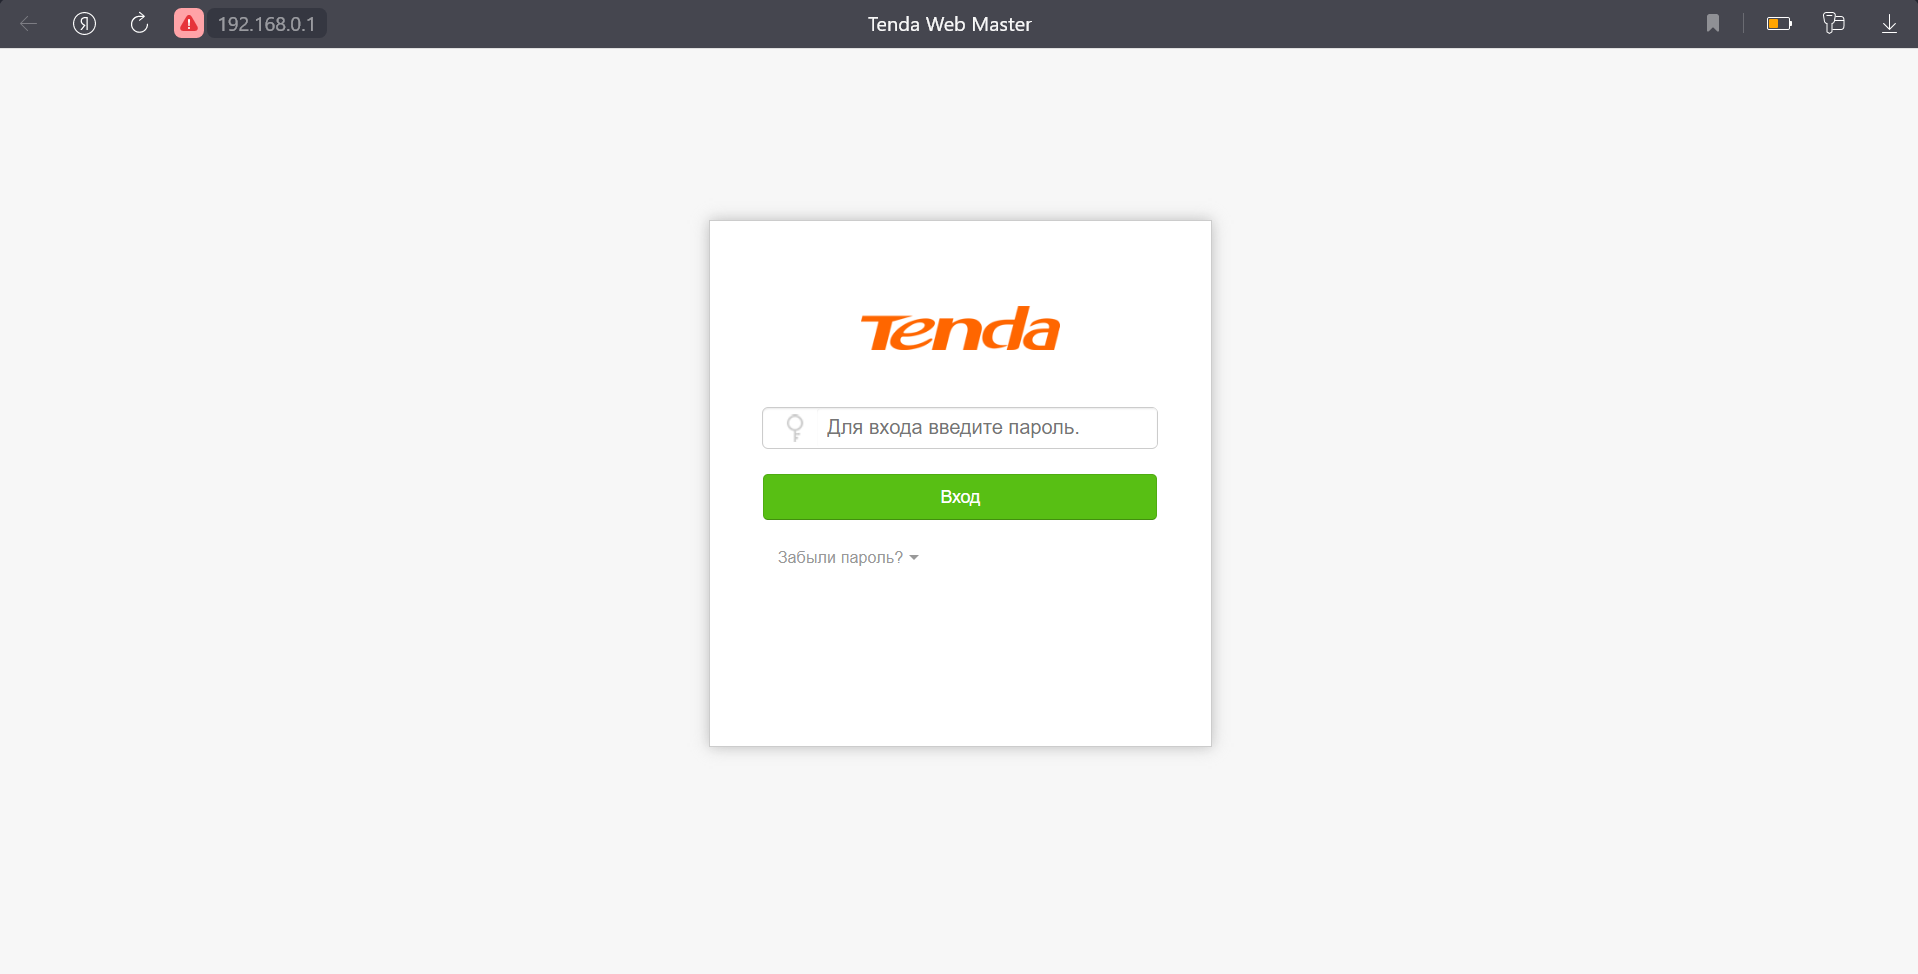 Я
192.168.0.1
Tenda Web Master
Tenda
Для входа введите пароль.
Вход
Забыли пароль?